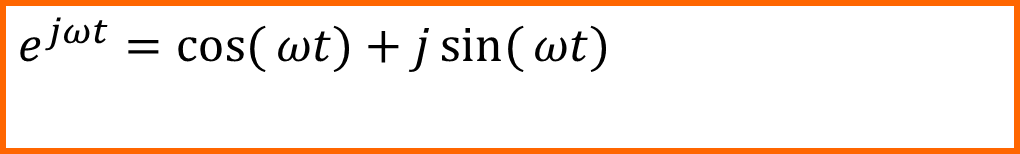 e^{jωt} = cos( ωt) + j sin( ωt)